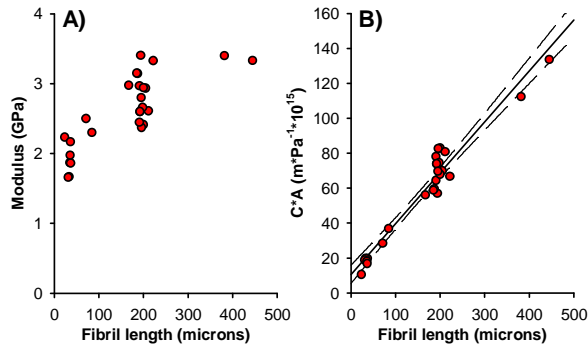 A)
4
3
2
1
0
Modulus (GPa)
0 100 200 300 400 500
Fibril length (microns)
B)
160
140
120
100
80
60
40
20
0
C*A (m*Pa⁻¹*10¹⁵)
0 100 200 300 400 500
Fibril length (microns)